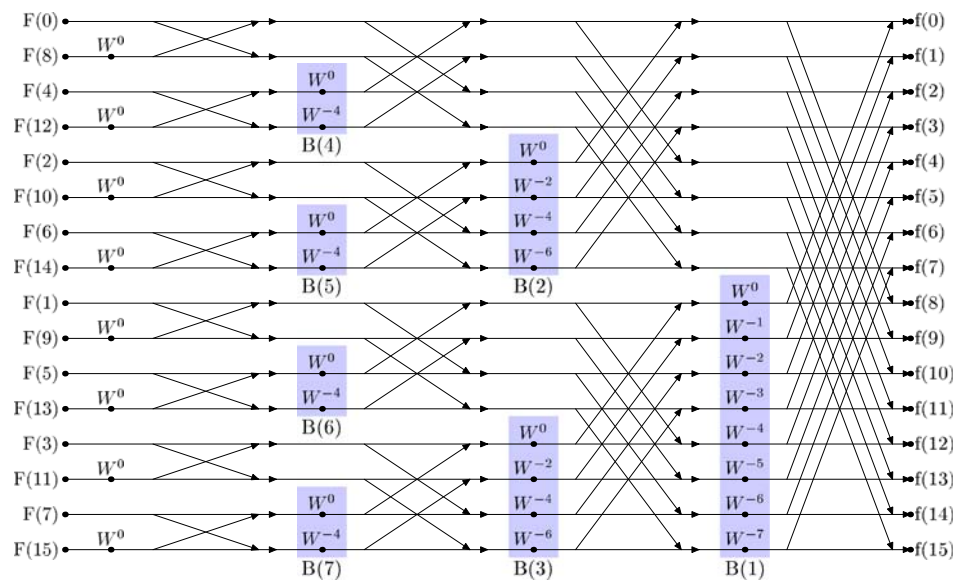 F(0) f(0)
F(8) W⁰ f(1)
F(4) W⁰ f(2)
F(12) W⁰ W⁻⁴ f(3)
B(4)
F(2) W⁰ f(4)
F(10) W⁰ W⁻² f(5)
F(6) W⁰ W⁻⁴ f(6)
F(14) W⁰ W⁻⁴ W⁻⁶ f(7)
B(5) B(2)
F(1) W⁰ f(8)
F(9) W⁰ W⁻¹ f(9)
F(5) W⁰ W⁻² f(10)
F(13) W⁰ W⁻⁴ W⁻³ f(11)
B(6)
F(3) W⁰ W⁻⁴ f(12)
F(11) W⁰ W⁻² W⁻⁵ f(13)
F(7) W⁰ W⁻⁴ W⁻⁶ f(14)
F(15) W⁰ W⁻⁴ W⁻⁶ W⁻⁷ f(15)
B(7) B(3) B(1)